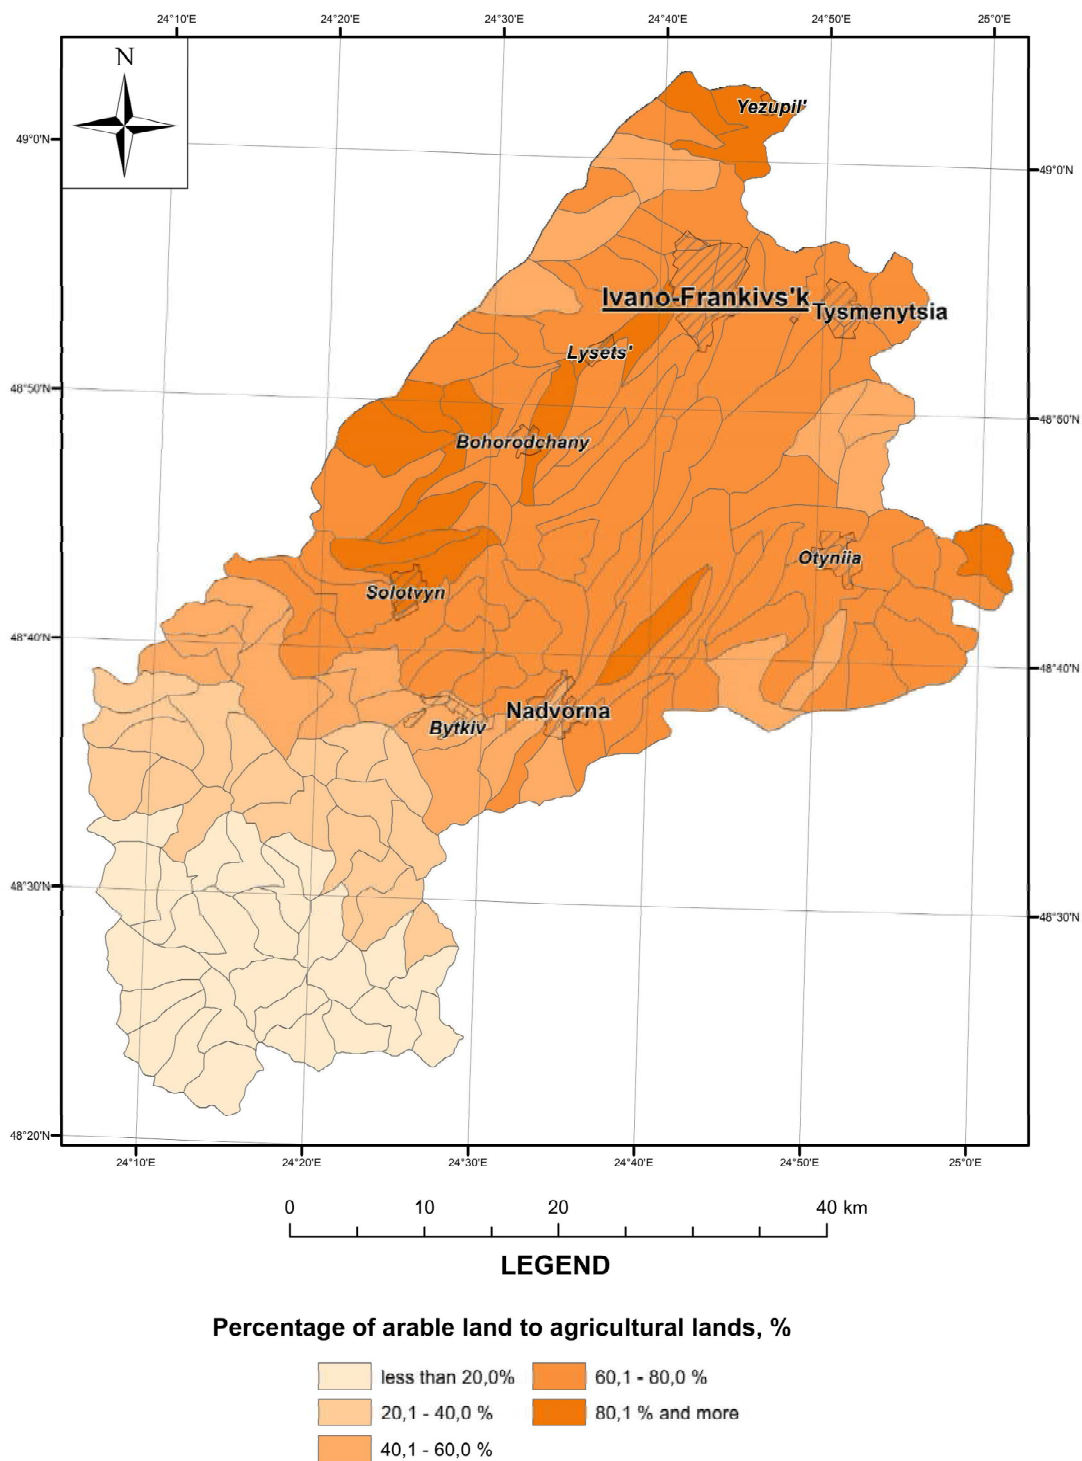 24°10'E 24°20'E 24°30'E 24°40'E 24°50'E 25°0'E
N
Yezupil'
49°0'N
49°0'N
Ivano-Frankivs'k
Tysmenytsia
Lysets'
48°50'N
48°50'N
Bohorodchany
Otyniia
Solotvyn
48°40'N
48°40'N
Nadvorna
Bytkiv
48°30'N
48°30'N
48°20'N
24°10'E 24°20'E 24°30'E 24°40'E 24°50'E 25°0'E
0 10 20 40 km
LEGEND
Percentage of arable land to agricultural lands, %
less than 20,0%
20,1 - 40,0 %
40,1 - 60,0 %
60,1 - 80,0 %
80,1 % and more